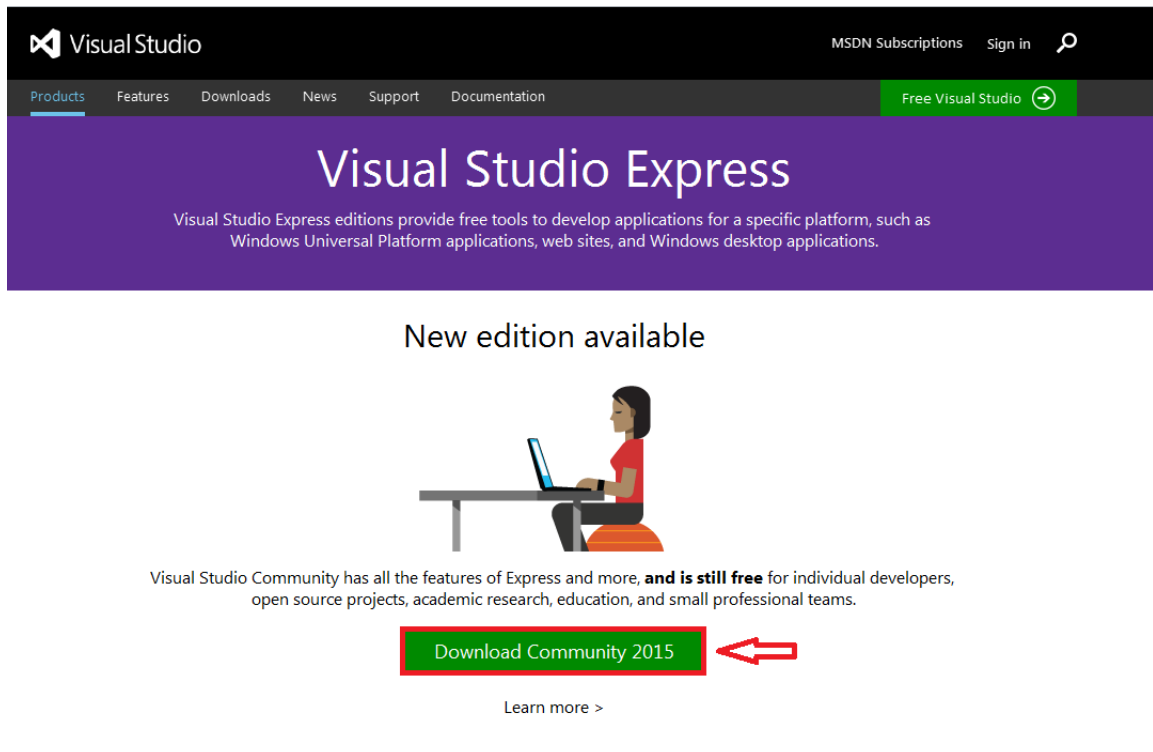 Visual Studio
MSDN Subscriptions Sign in
Products Features Downloads News Support Documentation Free Visual Studio
Visual Studio Express
Visual Studio Express editions provide free tools to develop applications for a specific platform, such as
Windows Universal Platform applications, web sites, and Windows desktop applications.
New edition available
Visual Studio Community has all the features of Express and more, and is still free for individual developers,
open source projects, academic research, education, and small professional teams.
Download Community 2015
Learn more >